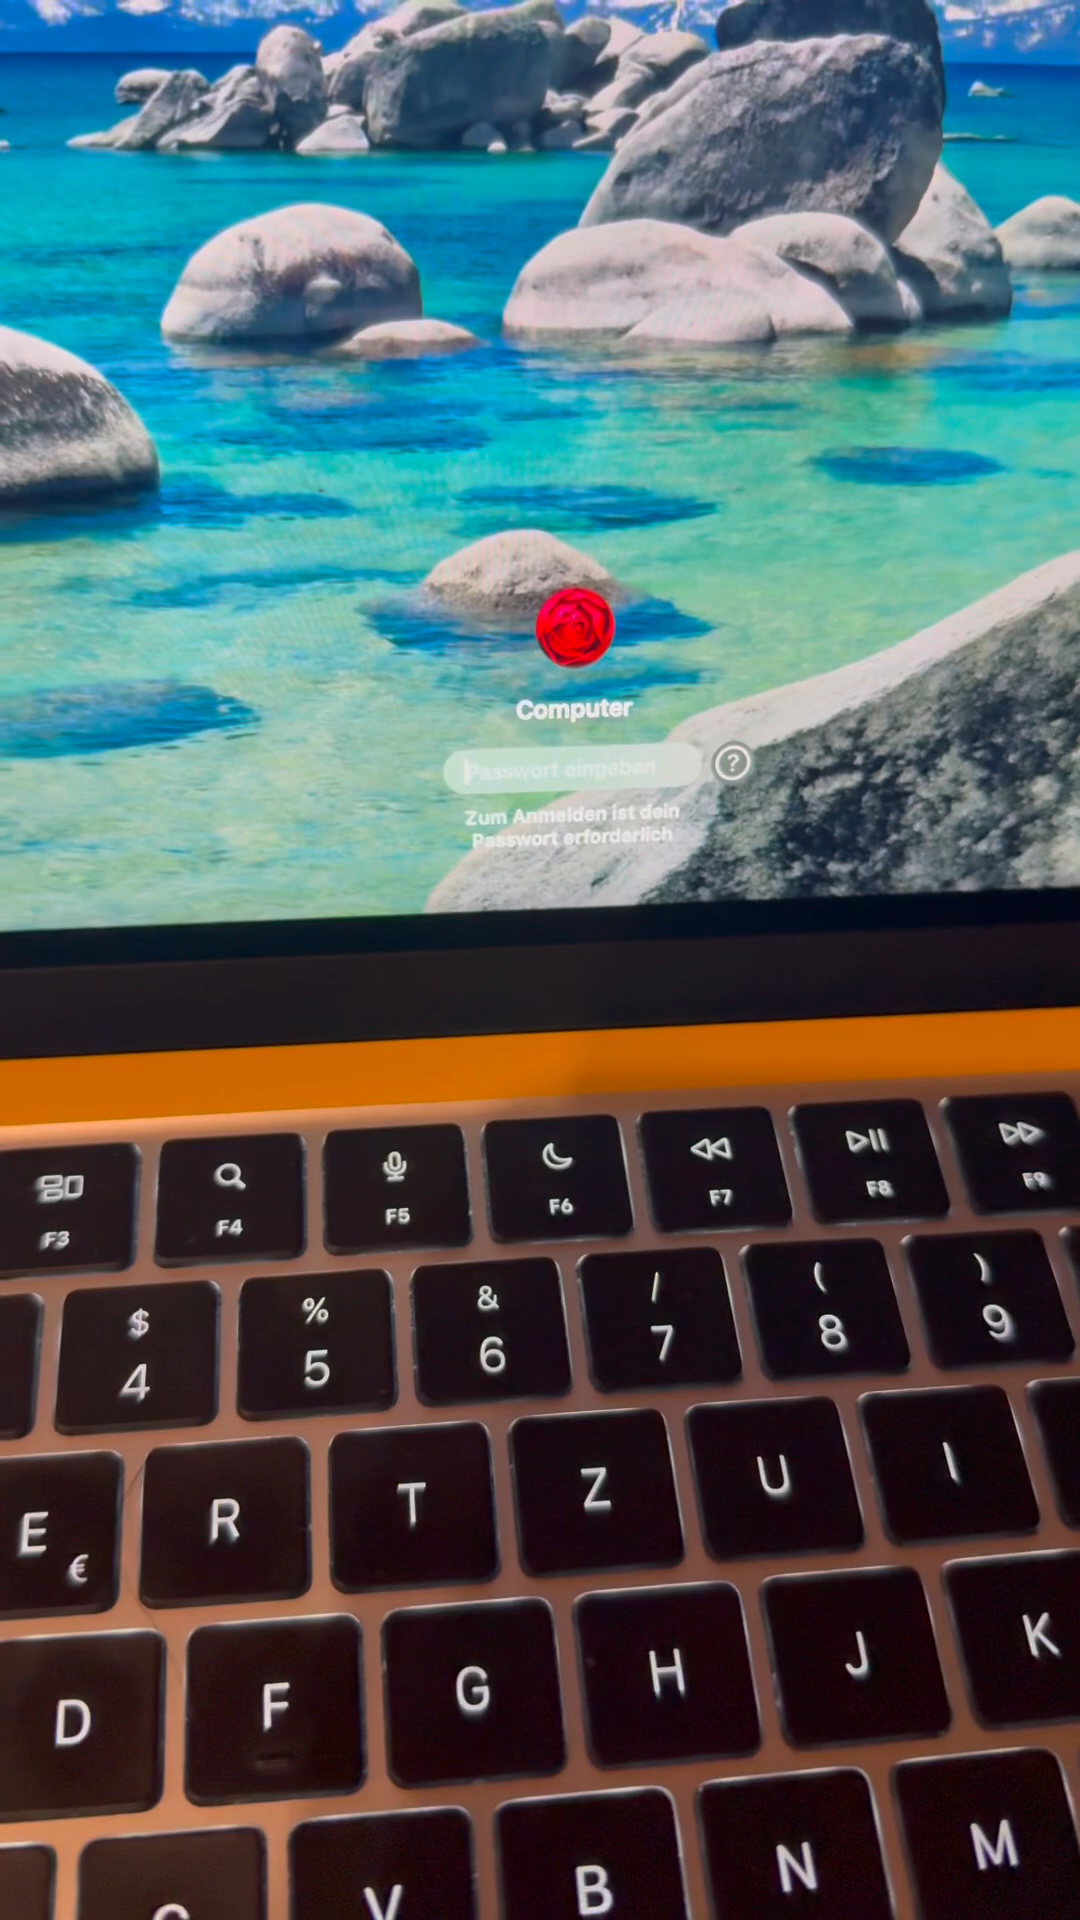 Computer
Passwort eingeben
?
Zum Anmelden ist dein
Passwort erforderlich
F3 F4 F5 F6 F7 F8 F9
$ % & / ( )
4 5 6 7 8 9
E € R T Z U I
D F G H J K
V B N M